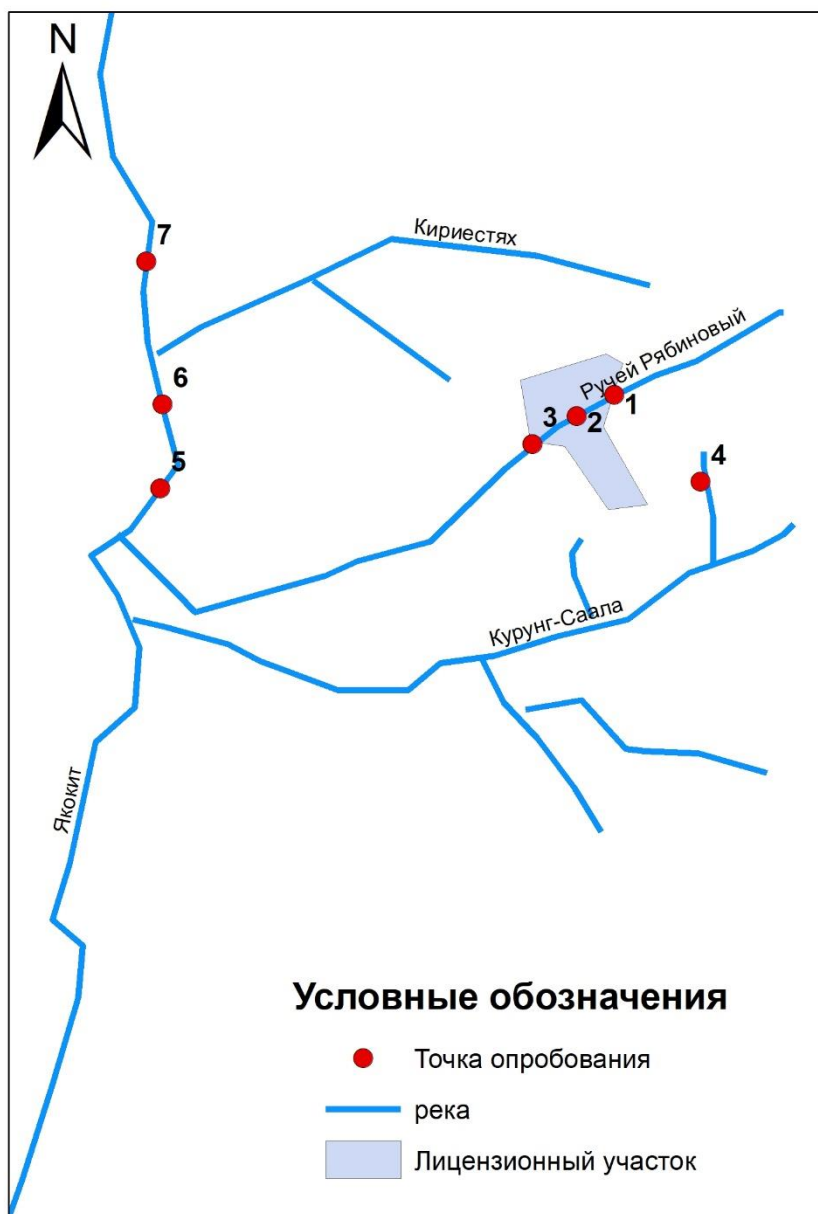 N
7
Кириестях
6
Ручей Рябиновый
1
2
3
5
4
Курунг-Саала
Якокит
Условные обозначения
Точка опробования
река
Лицензионный участок